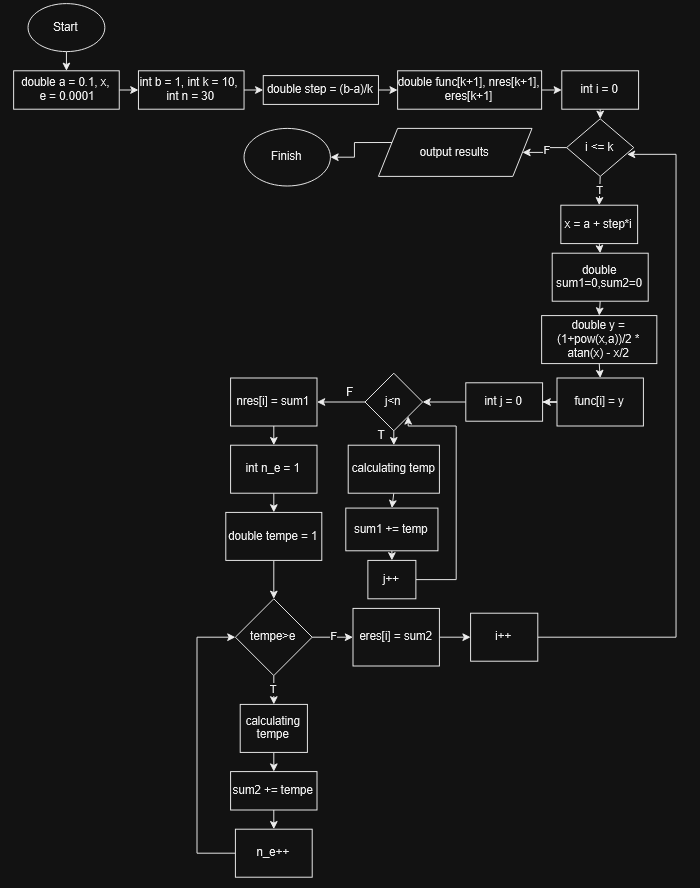 Start
double a = 0.1, x,
e = 0.0001
int b = 1, int k = 10,
int n = 30
double step = (b-a)/k
double func[k+1], nres[k+1],
eres[k+1]
int i = 0
Finish
output results
F
i <= k
T
x = a + step*i
double
sum1=0,sum2=0
double y =
(1+pow(x,a))/2 *
atan(x) - x/2
func[i] = y
int j = 0
j<n
F
nres[i] = sum1
T
int n_e = 1
calculating temp
double tempe = 1
sum1 += temp
j++
tempe>e
F
eres[i] = sum2
i++
T
calculating
tempe
sum2 += tempe
n_e++